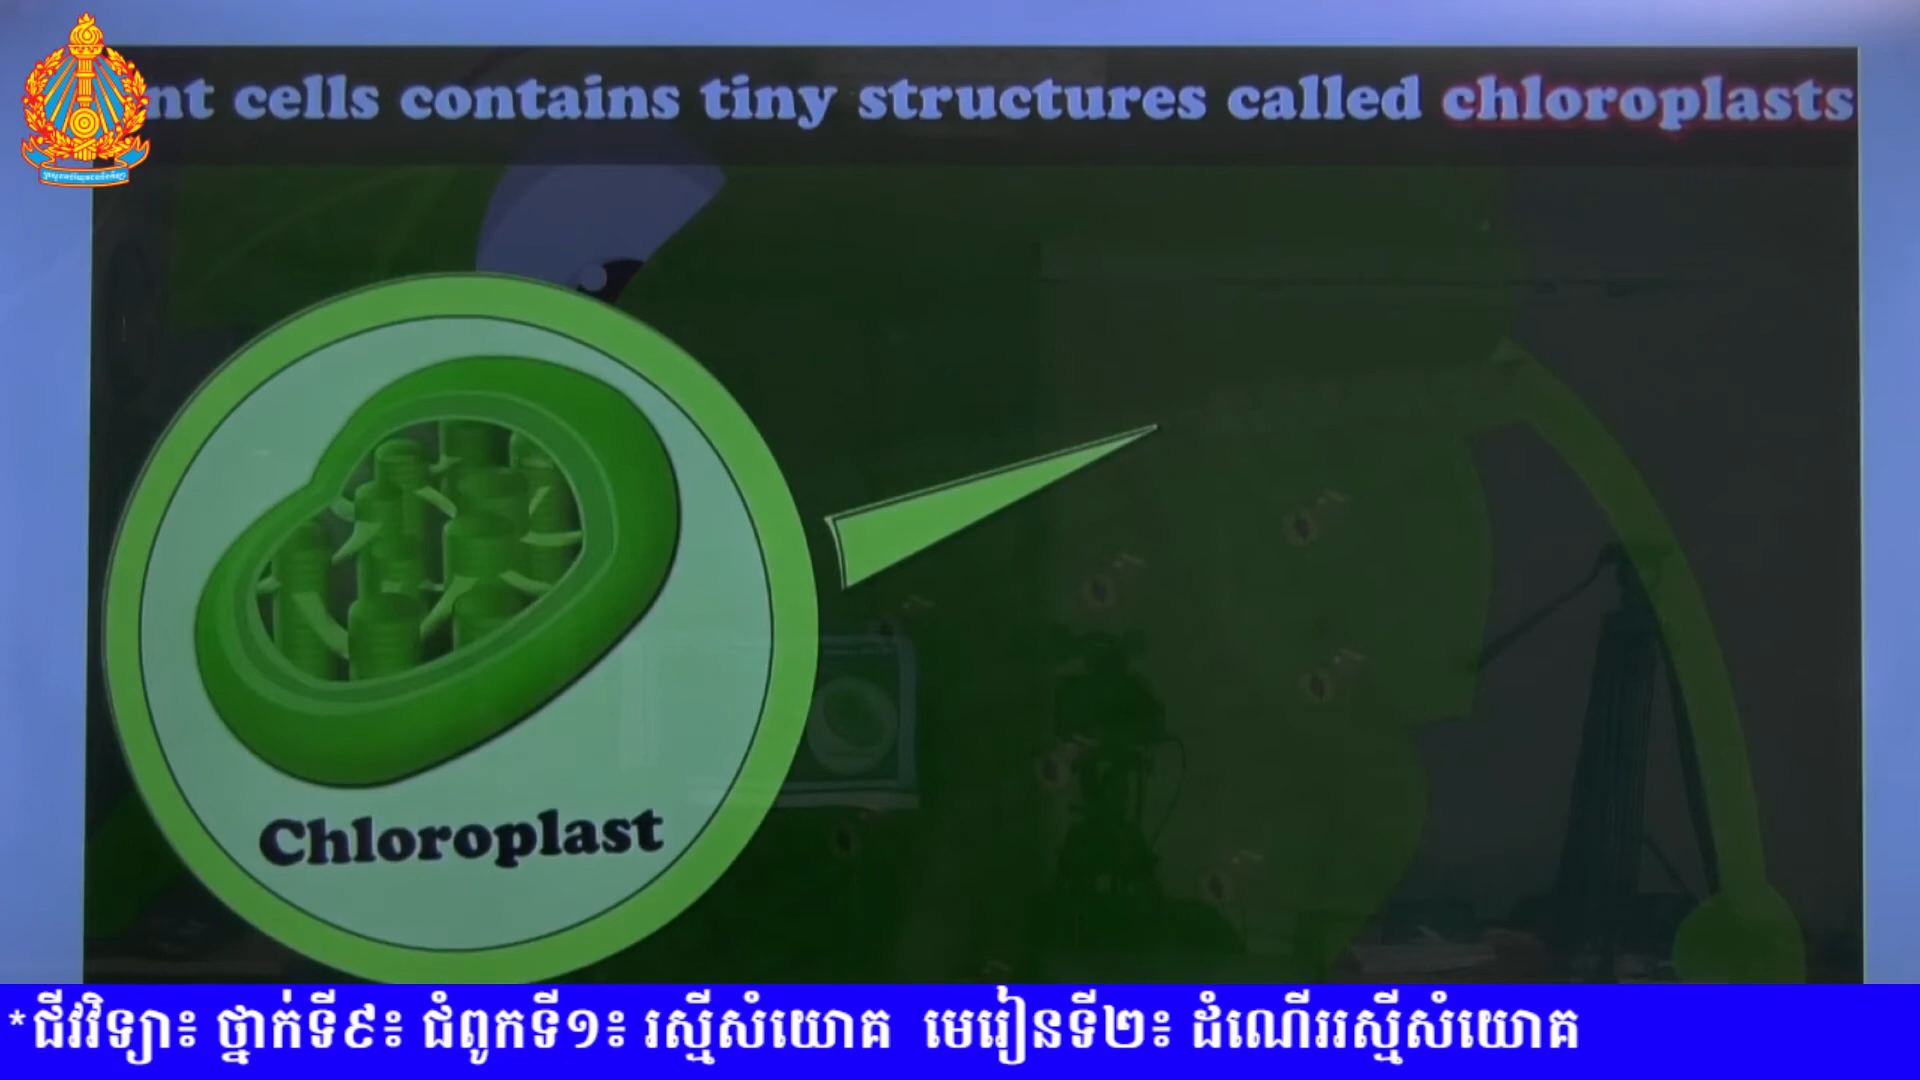 nt cells contains tiny structures called chloroplasts
Chloroplast
*ជីវវិទ្យា៖ ថ្នាក់ទី៩៖ ជំពូកទី១៖ រស្មីសំយោគ មេរៀនទី២៖ ដំណើររស្មីសំយោគ